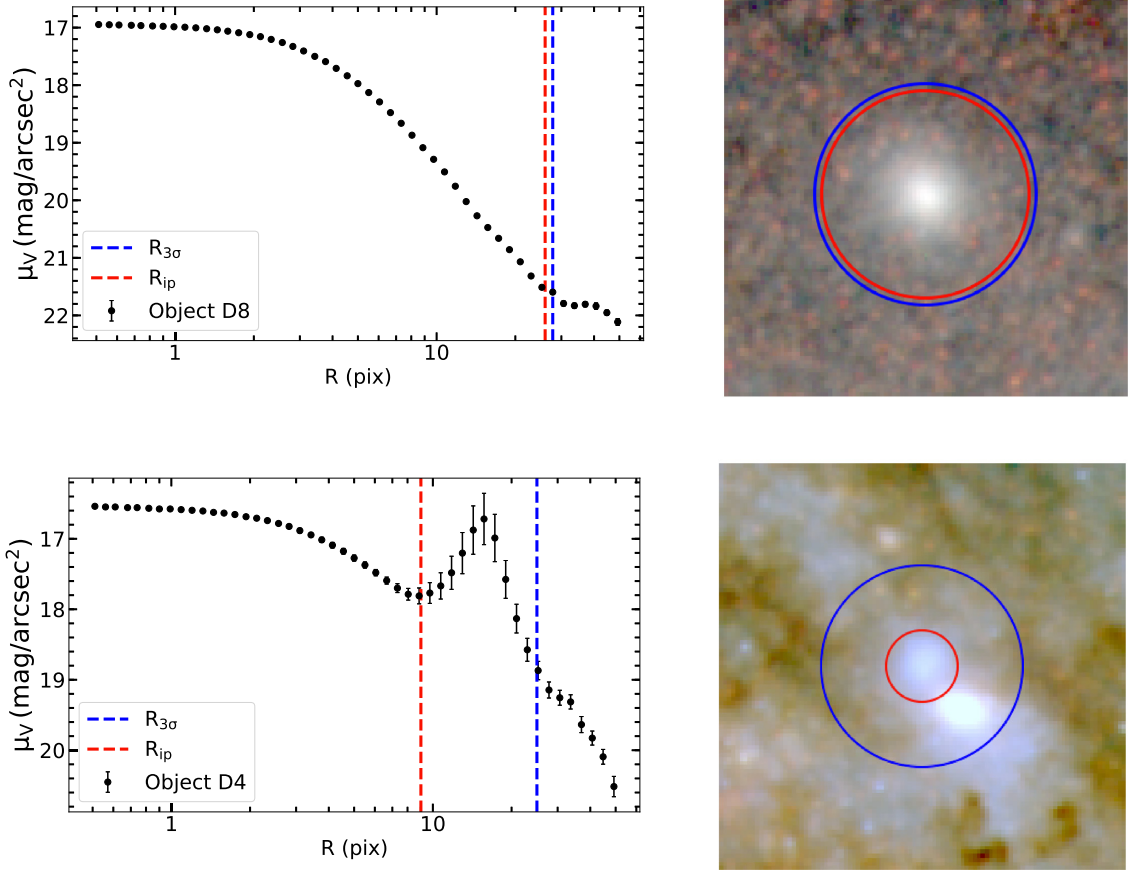 17
18
19
20
21
22
μV (mag/arcsec²)
R3σ
Rip
Object D8
1 10
R (pix)
17
18
19
20
μV (mag/arcsec²)
R3σ
Rip
Object D4
1 10
R (pix)